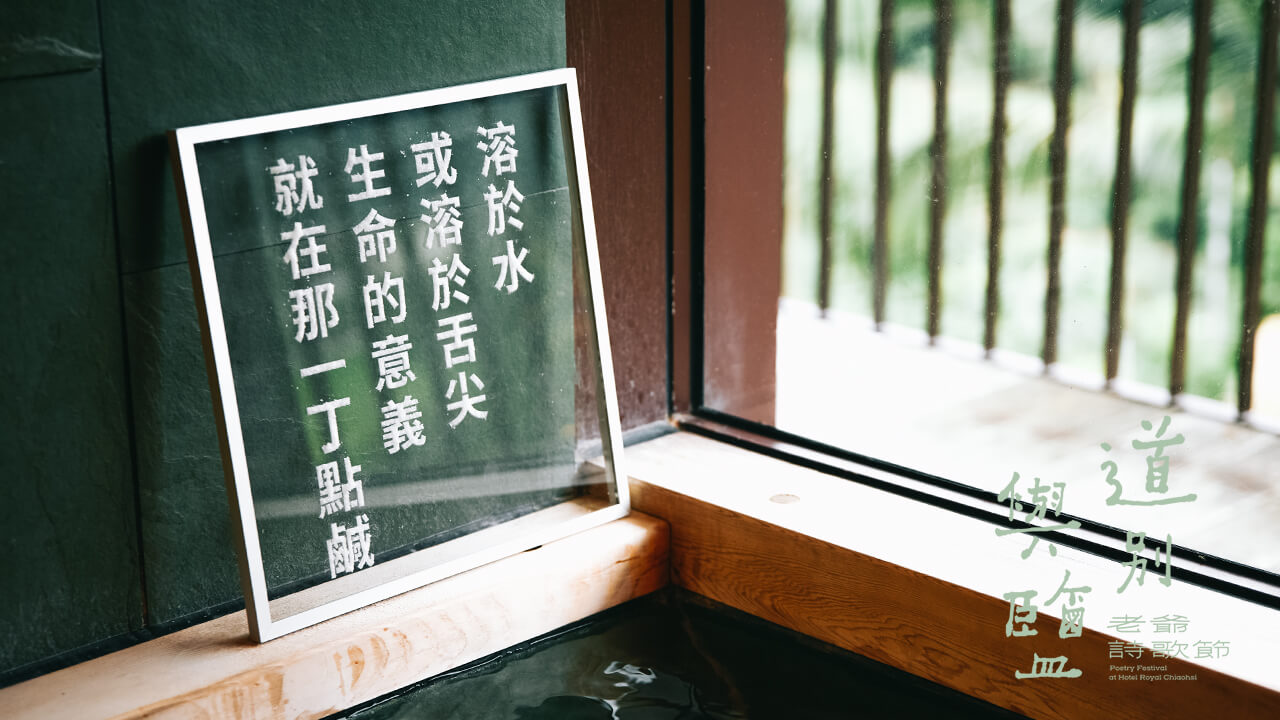 溶於水
或溶於舌尖
生命的意義
就在那一丁點鹹
道別
與鹽
老爺
詩歌節
Poetry Festival
at Hotel Royal Chiaohsi